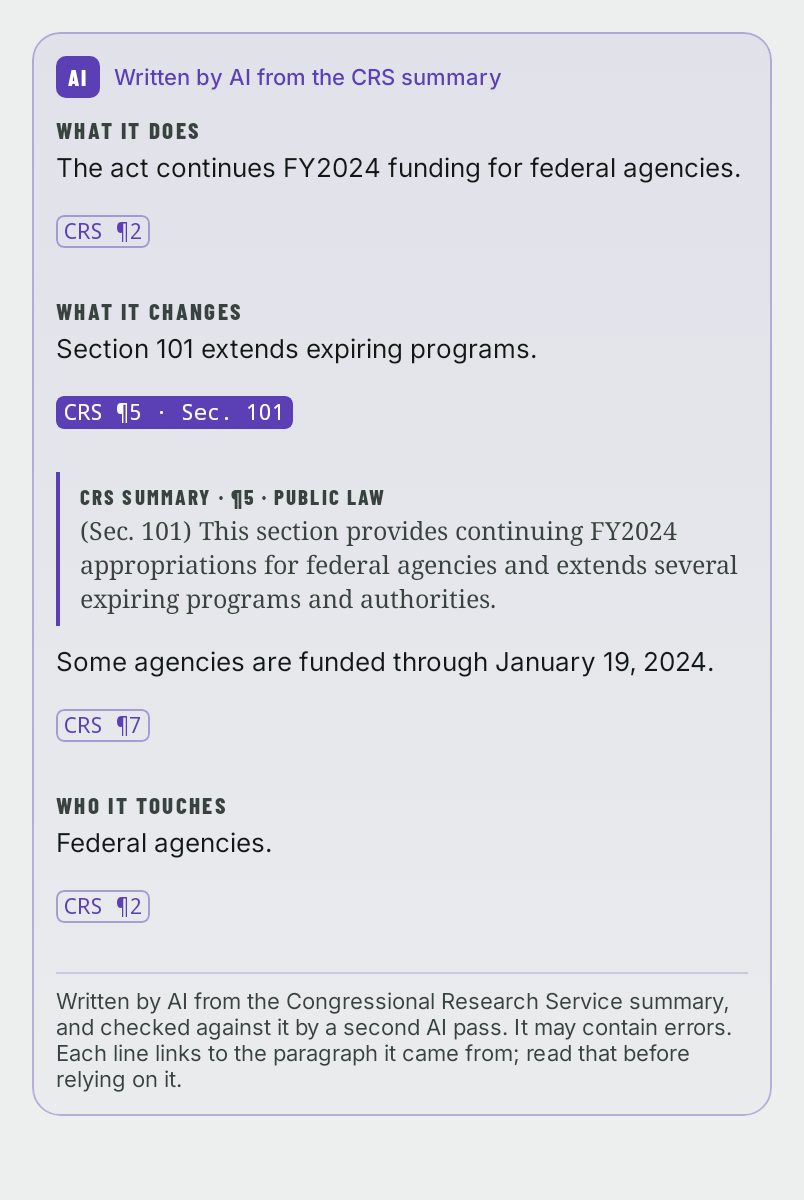 AI Written by AI from the CRS summary
WHAT IT DOES
The act continues FY2024 funding for federal agencies.
CRS ¶2
WHAT IT CHANGES
Section 101 extends expiring programs.
CRS ¶5 · Sec. 101
CRS SUMMARY · ¶5 · PUBLIC LAW
(Sec. 101) This section provides continuing FY2024
appropriations for federal agencies and extends several
expiring programs and authorities.
Some agencies are funded through January 19, 2024.
CRS ¶7
WHO IT TOUCHES
Federal agencies.
CRS ¶2
Written by AI from the Congressional Research Service summary,
and checked against it by a second AI pass. It may contain errors.
Each line links to the paragraph it came from; read that before
relying on it.